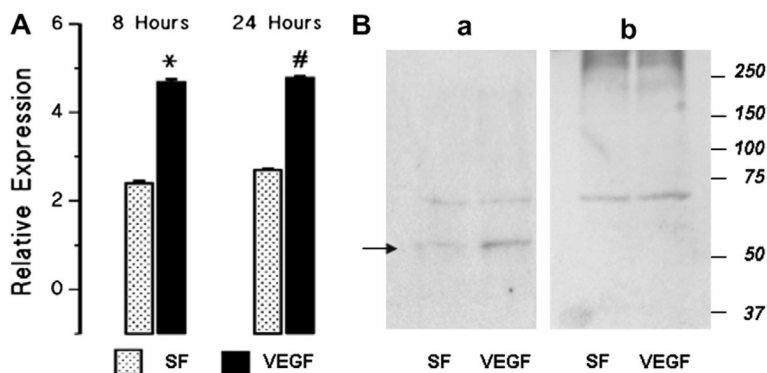 A
8 Hours
24 Hours
Relative Expression
6
4
2
0
*
#
SF
VEGF
B
a
b
250
150
100
75
50
37
SF
VEGF
SF
VEGF